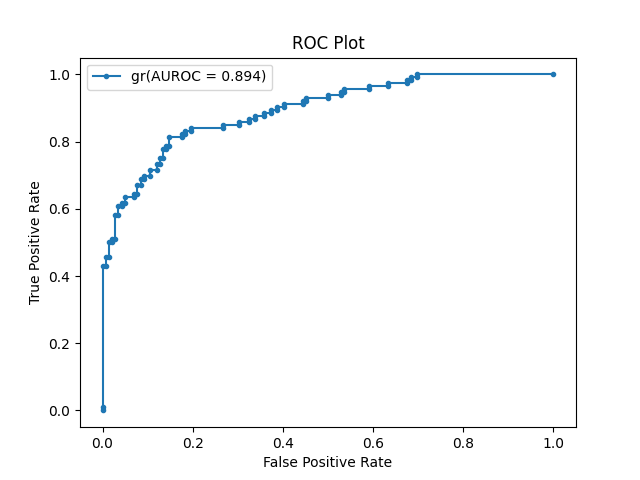 ROC Plot
gr(AUROC = 0.894)
True Positive Rate
1.0
0.8
0.6
0.4
0.2
0.0
0.0 0.2 0.4 0.6 0.8 1.0
False Positive Rate